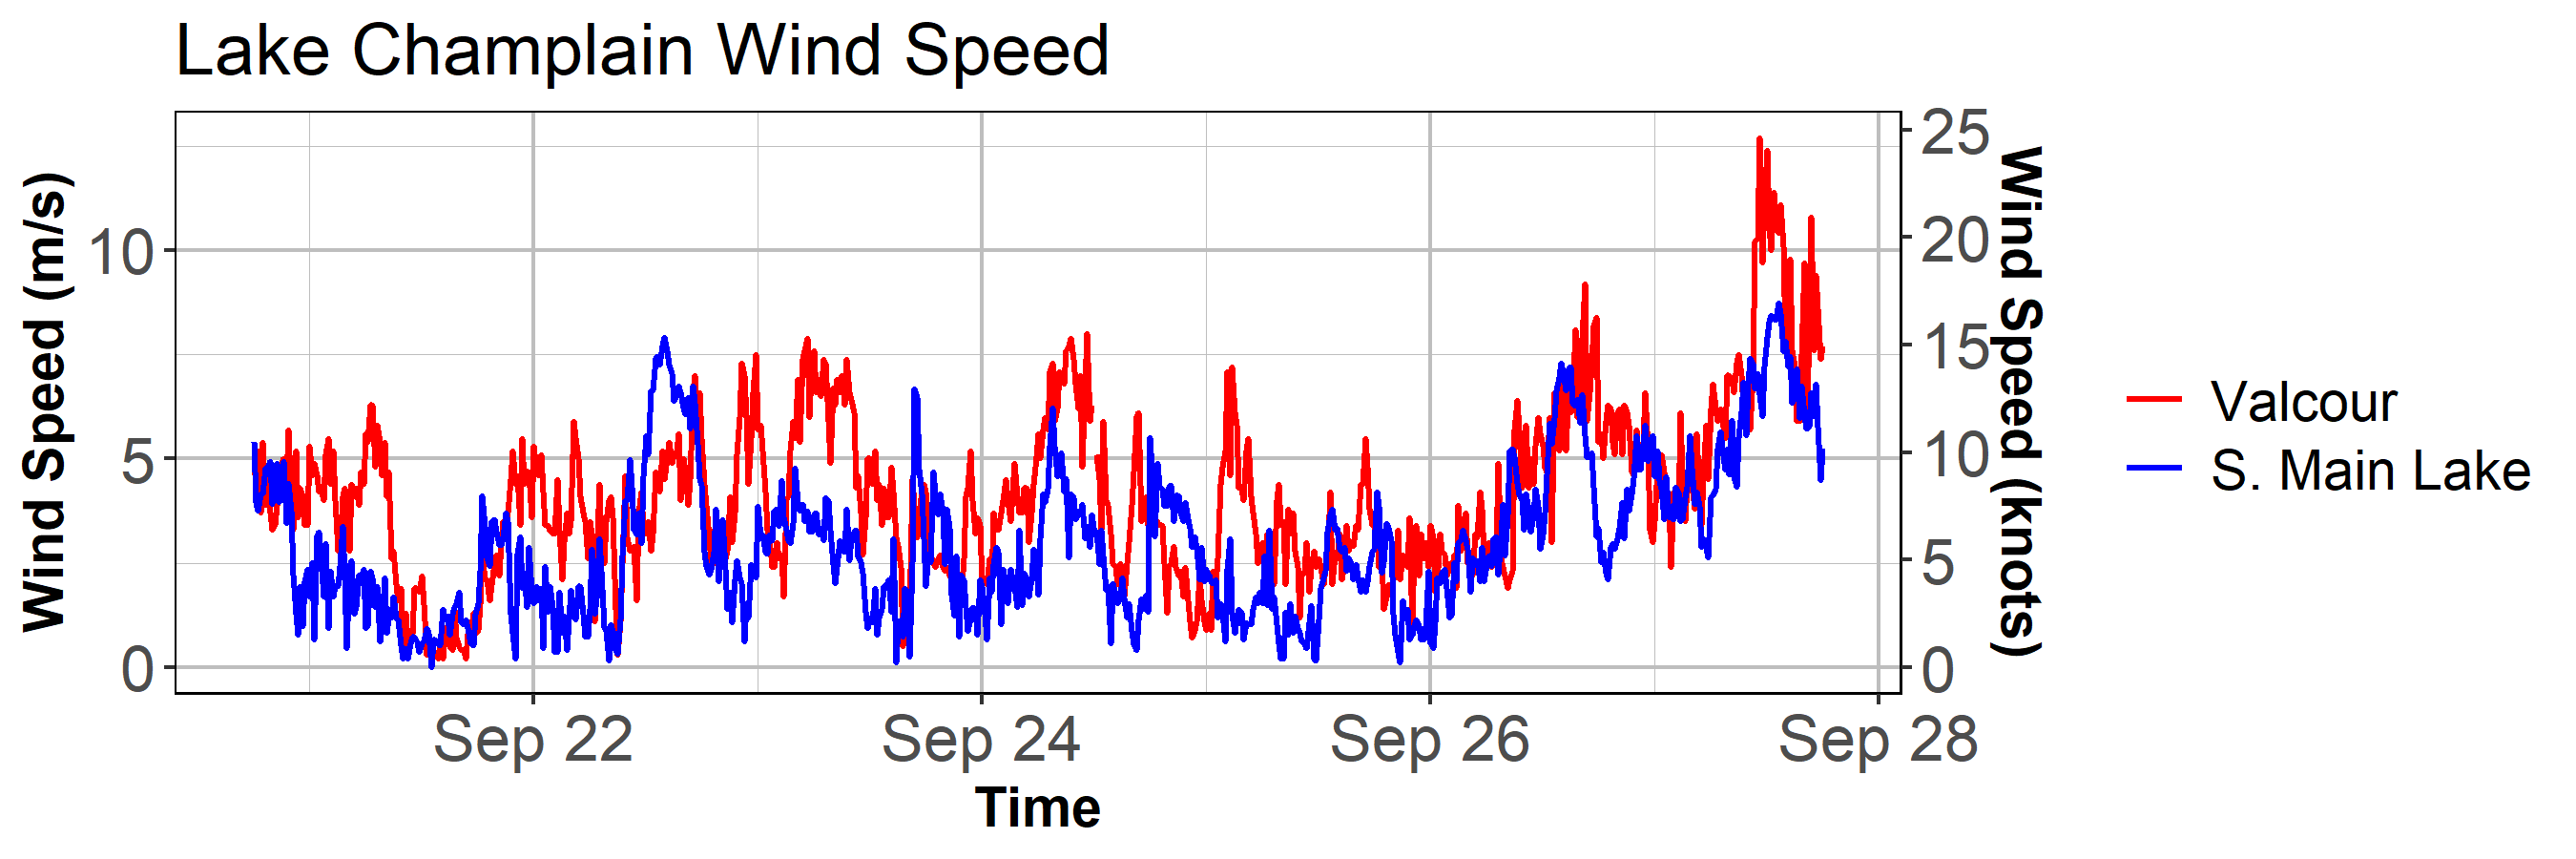 Lake Champlain Wind Speed
Wind Speed (m/s)
10
5
0
25
20
15
10
5
0
Wind Speed (knots)
Sep 22
Sep 24
Sep 26
Sep 28
Time
Valcour
S. Main Lake